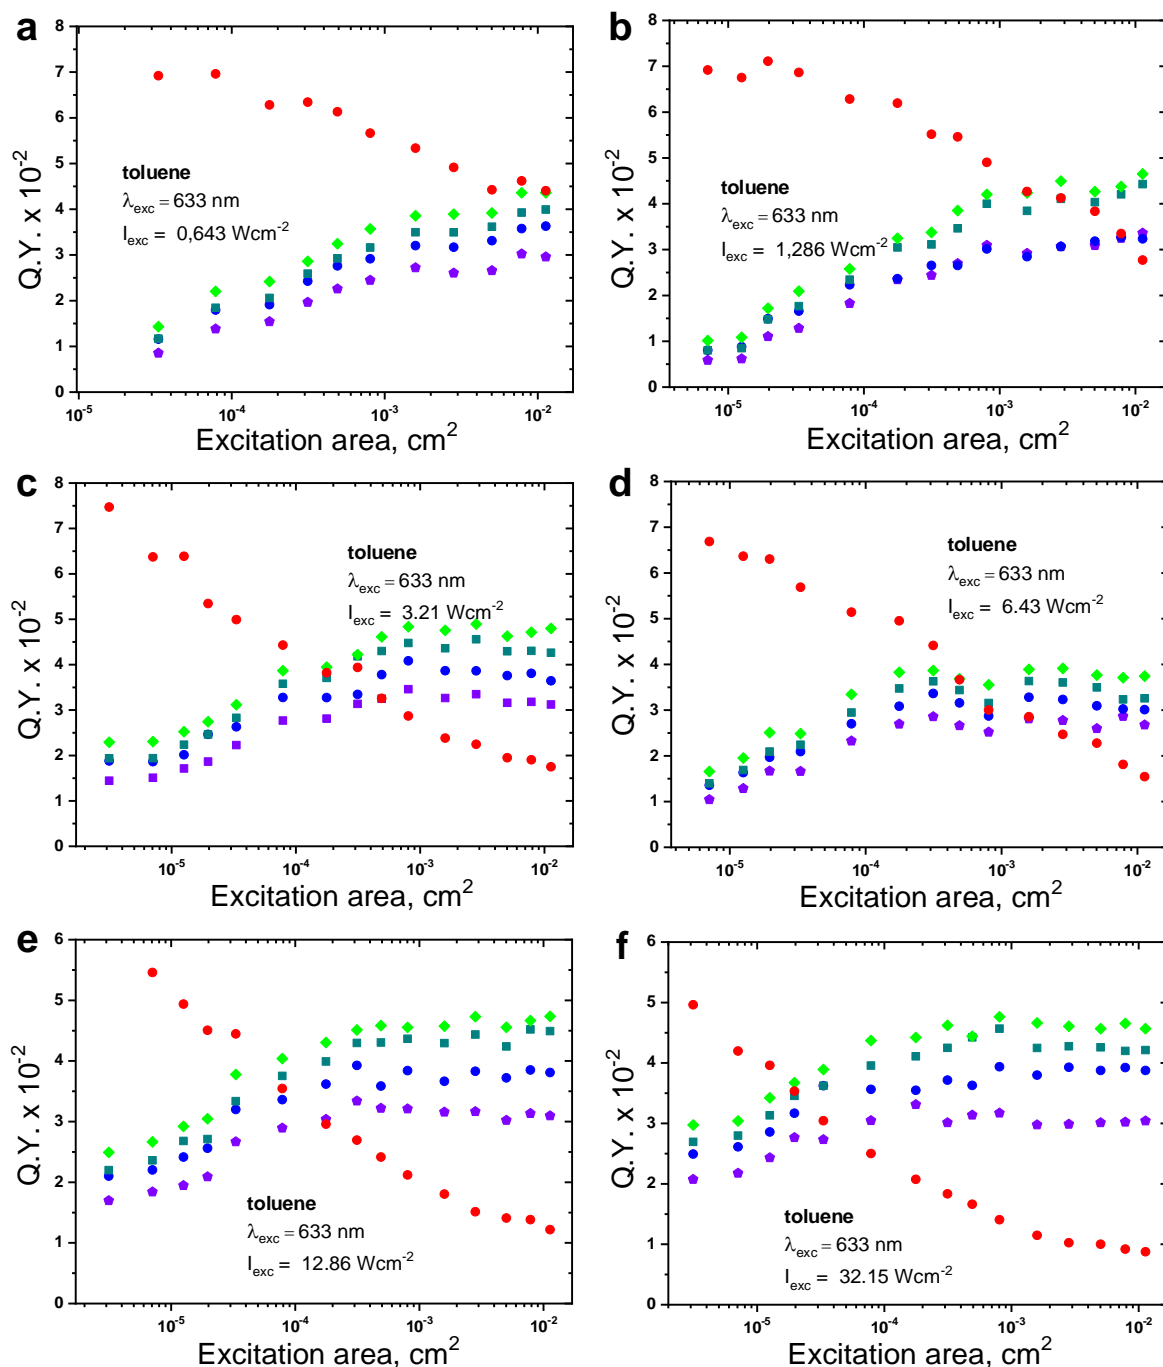 a
8
7
6
5
4
3
2
1
0
Q.Y. x 10⁻²
toluene
λexc = 633 nm
Iexc = 0,643 Wcm⁻²
10⁻⁵
10⁻⁴
10⁻³
10⁻²
Excitation area, cm²
b
8
7
6
5
4
3
2
1
0
Q.Y. x 10⁻²
toluene
λexc = 633 nm
Iexc = 1,286 Wcm⁻²
10⁻⁵
10⁻⁴
10⁻³
10⁻²
Excitation area, cm²
c
8
7
6
5
4
3
2
1
0
Q.Y. x 10⁻²
toluene
λexc = 633 nm
Iexc = 3.21 Wcm⁻²
10⁻⁵
10⁻⁴
10⁻³
10⁻²
Excitation area, cm²
d
8
7
6
5
4
3
2
1
0
Q.Y. x 10⁻²
toluene
λexc = 633 nm
Iexc = 6.43 Wcm⁻²
10⁻⁵
10⁻⁴
10⁻³
10⁻²
Excitation area, cm²
e
6
5
4
3
2
1
0
Q.Y. x 10⁻²
toluene
λexc = 633 nm
Iexc = 12.86 Wcm⁻²
10⁻⁵
10⁻⁴
10⁻³
10⁻²
Excitation area, cm²
f
6
5
4
3
2
1
0
Q.Y. x 10⁻²
toluene
λexc = 633 nm
Iexc = 32.15 Wcm⁻²
10⁻⁵
10⁻⁴
10⁻³
10⁻²
Excitation area, cm²